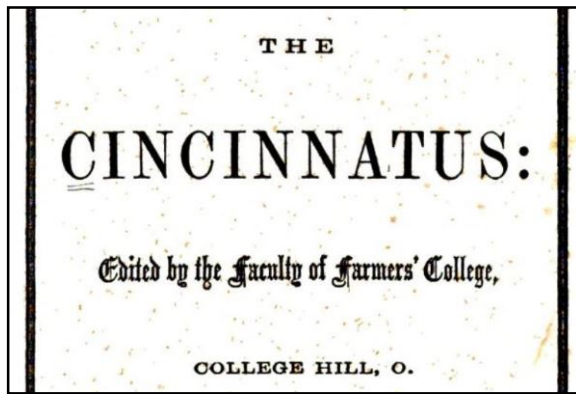 THE
CINCINNATUS:
Edited by the Faculty of Farmers' College,
COLLEGE HILL, O.